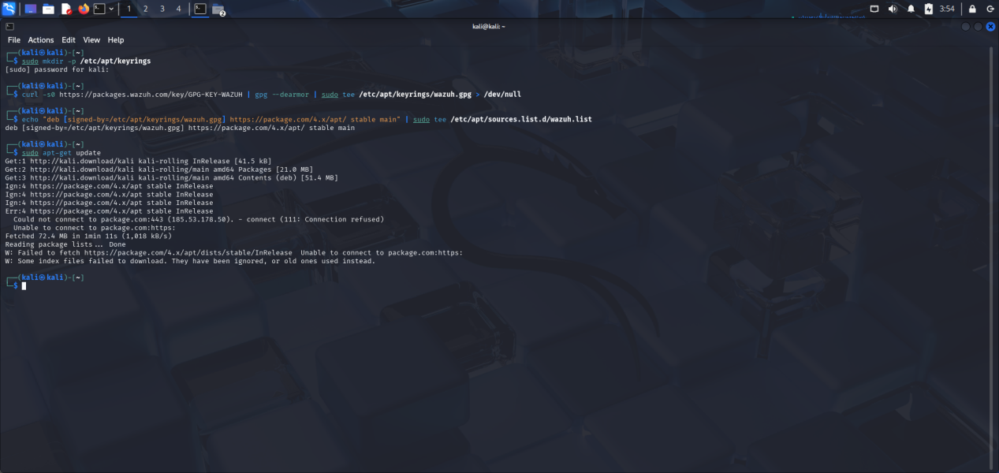 1 2 3 4 2 3:54
kali@kali: ~
File Actions Edit View Help
┌──(kali㉿kali)-[~]
└─$ sudo mkdir -p /etc/apt/keyrings
[sudo] password for kali:
┌──(kali㉿kali)-[~]
└─$ curl -s0 https://packages.wazuh.com/key/GPG-KEY-WAZUH | gpg --dearmor | sudo tee /etc/apt/keyrings/wazuh.gpg > /dev/null
┌──(kali㉿kali)-[~]
└─$ echo "deb [signed-by=/etc/apt/keyrings/wazuh.gpg] https://package.com/4.x/apt/ stable main" | sudo tee /etc/apt/sources.list.d/wazuh.list
deb [signed-by=/etc/apt/keyrings/wazuh.gpg] https://package.com/4.x/apt/ stable main
┌──(kali㉿kali)-[~]
└─$ sudo apt-get update
Get:1 http://kali.download/kali kali-rolling InRelease [41.5 kB]
Get:2 http://kali.download/kali kali-rolling/main amd64 Packages [21.0 MB]
Get:3 http://kali.download/kali kali-rolling/main amd64 Contents (deb) [51.4 MB]
Ign:4 https://package.com/4.x/apt stable InRelease
Ign:4 https://package.com/4.x/apt stable InRelease
Ign:4 https://package.com/4.x/apt stable InRelease
Err:4 https://package.com/4.x/apt stable InRelease
  Could not connect to package.com:443 (185.53.178.50). - connect (111: Connection refused)
  Unable to connect to package.com:https:
Fetched 72.4 MB in 1min 11s (1,018 kB/s)
Reading package lists... Done
W: Failed to fetch https://package.com/4.x/apt/dists/stable/InRelease  Unable to connect to package.com:https:
W: Some index files failed to download. They have been ignored, or old ones used instead.
┌──(kali㉿kali)-[~]
└─$